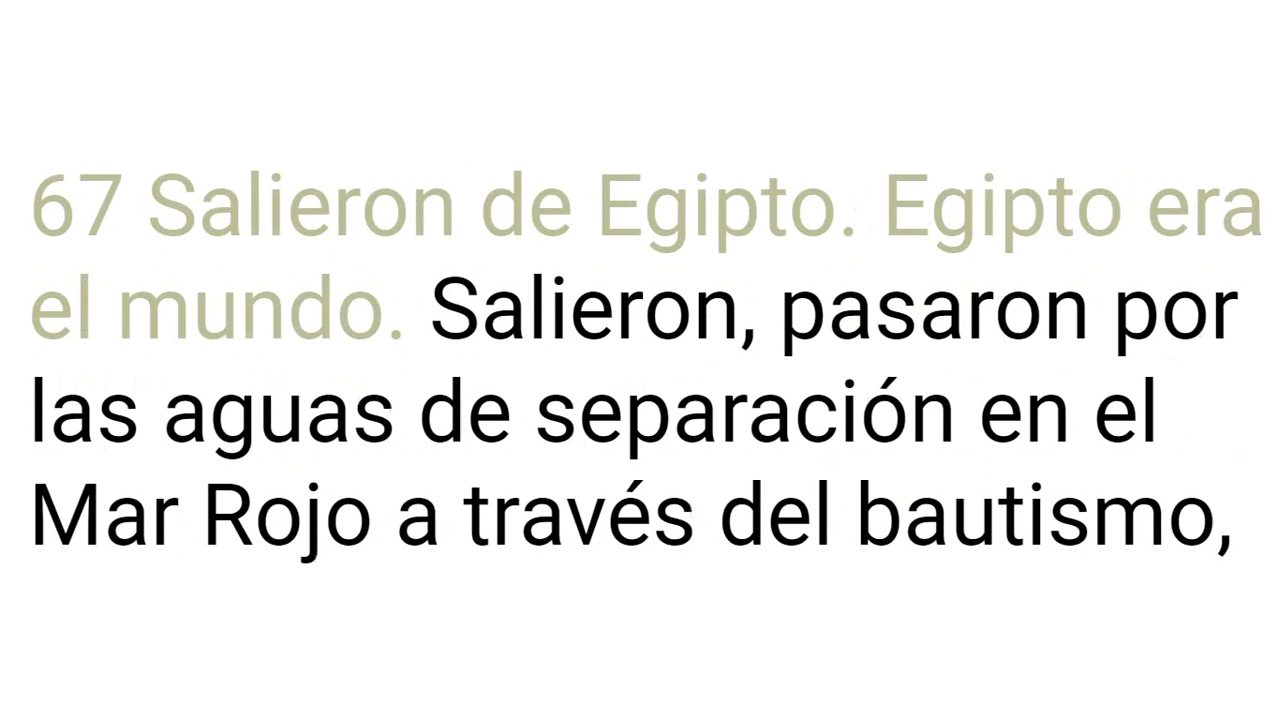 67 Salieron de Egipto. Egipto era
el mundo. Salieron, pasaron por
las aguas de separación en el
Mar Rojo a través del bautismo,